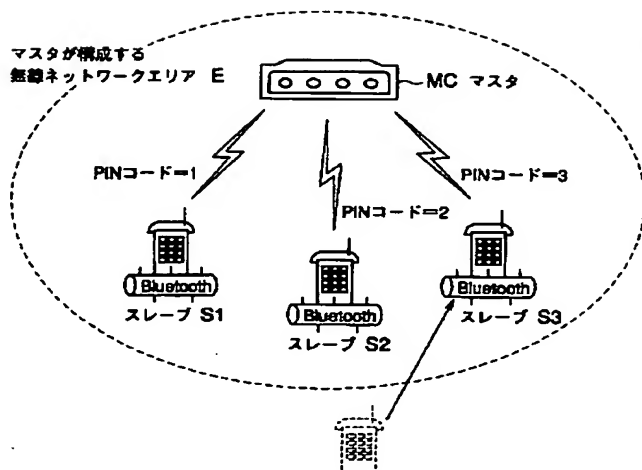 マスタが構成する
無線ネットワークエリア E
MC マスタ
PINコード=1
PINコード=2
PINコード=3
Bluetooth
スレーブ S1
Bluetooth
スレーブ S2
Bluetooth
スレーブ S3